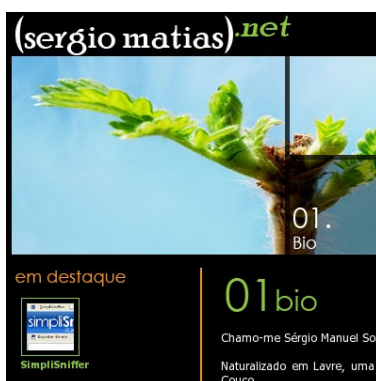 (sergio matias).net
01.
Bio
em destaque
01bio
simpliSr
SimpliSniffer
Chamo-me Sérgio Manuel So
Naturalizado em Lavre, uma
Couço